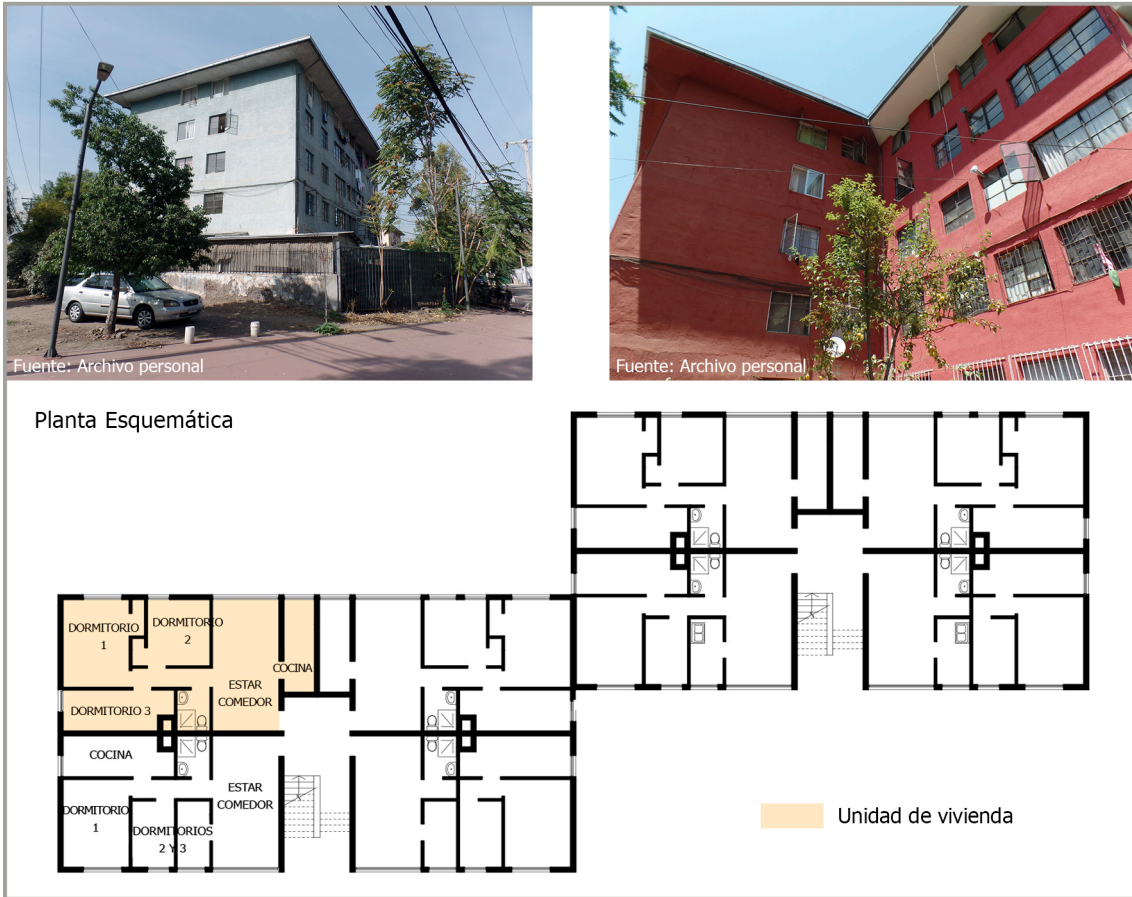 Fuente: Archivo personal
Fuente: Archivo personal
Planta Esquemática
DORMITORIO
1
DORMITORIO
2
COCINA
ESTAR
COMEDOR
DORMITORIO 3
COCINA
ESTAR
COMEDOR
DORMITORIO
1
DORMITORIOS
2 Y 3
Unidad de vivienda